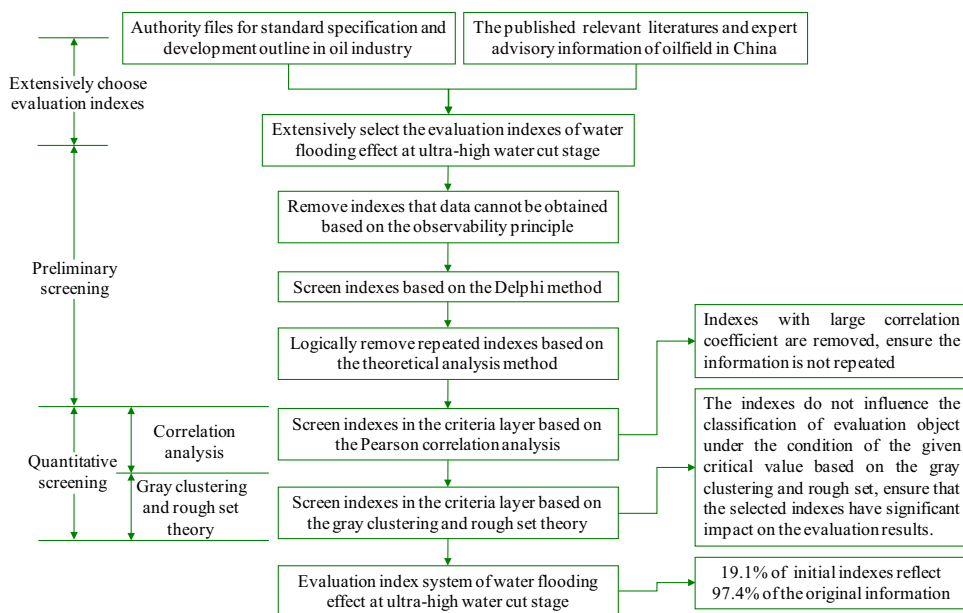 Authority files for standard specification and
development outline in oil industry
The published relevant literatures and expert
advisory information of oilfield in China
Extensively choose
evaluation indexes
Extensively select the evaluation indexes of water
flooding effect at ultra-high water cut stage
Remove indexes that data cannot be obtained
based on the observability principle
Preliminary
screening
Screen indexes based on the Delphi method
Logically remove repeated indexes based on
the theoretical analysis method
Indexes with large correlation
coefficient are removed, ensure the
information is not repeated
Quantitative
screening
Correlation
analysis
Screen indexes in the criteria layer based on
the Pearson correlation analysis
The indexes do not influence the
classification of evaluation object
under the condition of the given
critical value based on the gray
clustering and rough set, ensure that
the selected indexes have significant
impact on the evaluation results.
Gray clustering
and rough set
theory
Screen indexes in the criteria layer based on
the gray clustering and rough set theory
Evaluation index system of water flooding
effect at ultra-high water cut stage
19.1% of initial indexes reflect
97.4% of the original information